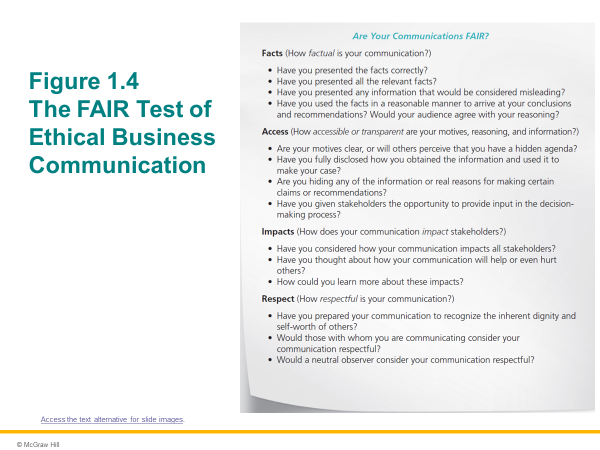 Figure 1.4
The FAIR Test of
Ethical Business
Communication
Are Your Communications FAIR?
Facts (How factual is your communication?)
• Have you presented the facts correctly?
• Have you presented all the relevant facts?
• Have you presented any information that would be considered misleading?
• Have you used the facts in a reasonable manner to arrive at your conclusions
and recommendations? Would your audience agree with your reasoning?
Access (How accessible or transparent are your motives, reasoning, and information?)
• Are your motives clear, or will others perceive that you have a hidden agenda?
• Have you fully disclosed how you obtained the information and used it to
make your case?
• Are you hiding any of the information or real reasons for making certain
claims or recommendations?
• Have you given stakeholders the opportunity to provide input in the decision-
making process?
Impacts (How does your communication impact stakeholders?)
• Have you considered how your communication impacts all stakeholders?
• Have you thought about how your communication will help or even hurt
others?
• How could you learn more about these impacts?
Respect (How respectful is your communication?)
• Have you prepared your communication to recognize the inherent dignity and
self-worth of others?
• Would those with whom you are communicating consider your
communication respectful?
• Would a neutral observer consider your communication respectful?
Access the text alternative for slide images.
© McGraw Hill